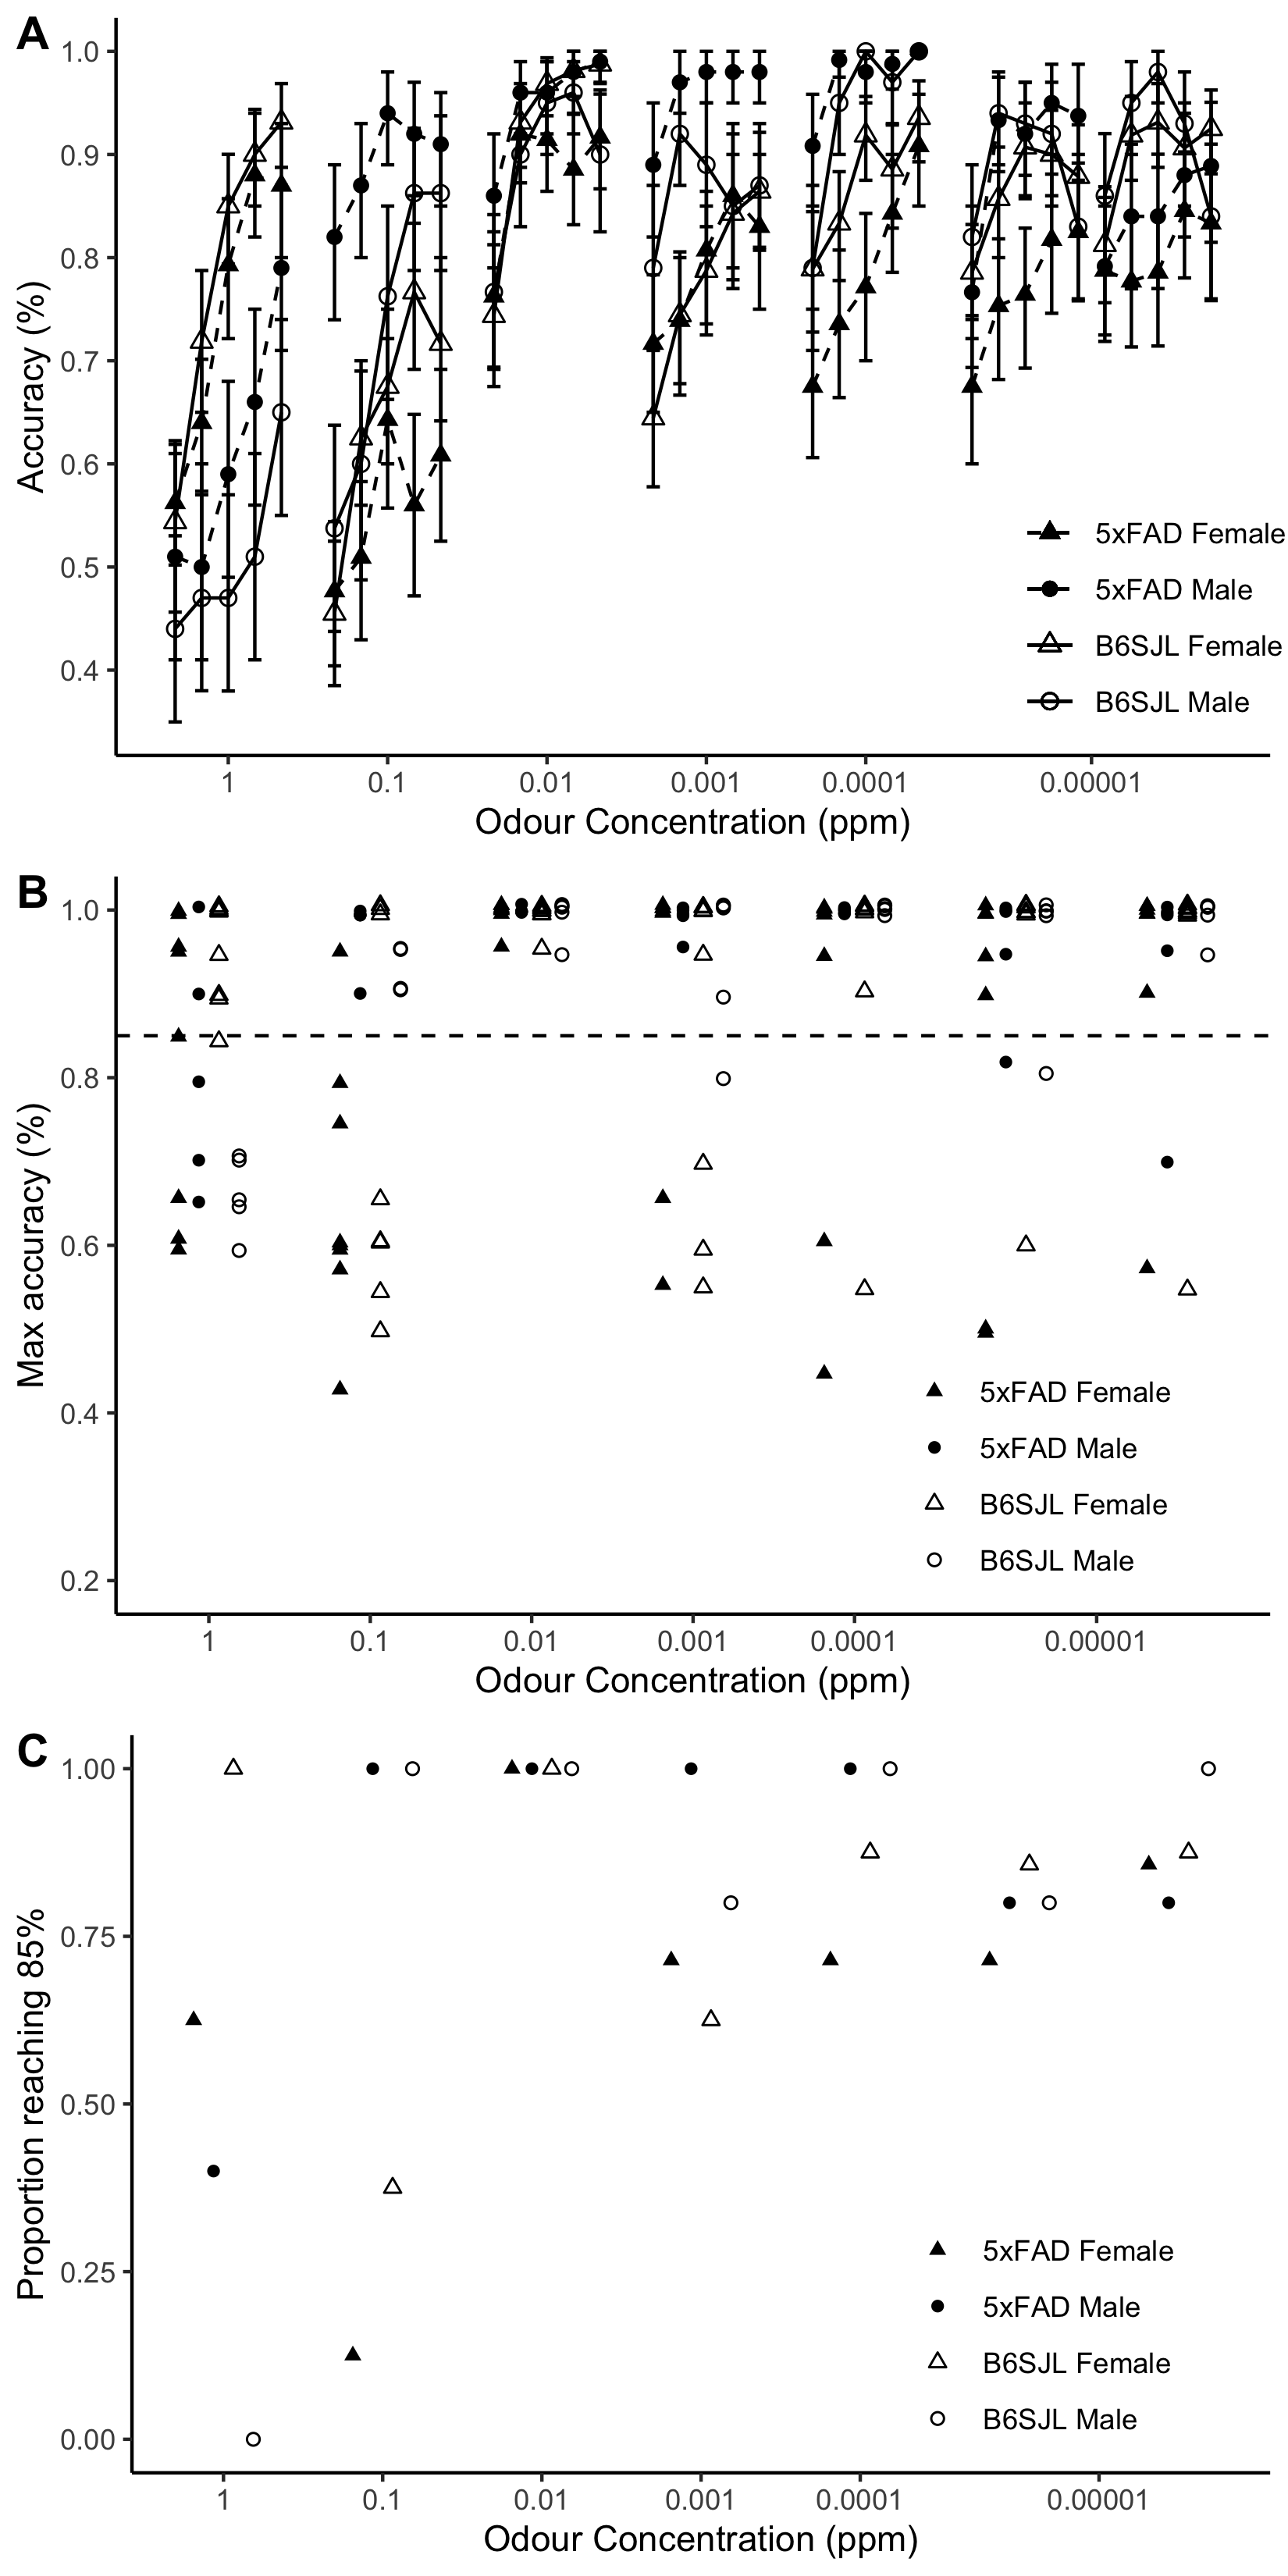 A
1.0
0.9
0.8
0.7
0.6
0.5
0.4
Accuracy (%)
5xFAD Female
5xFAD Male
B6SJL Female
B6SJL Male
1 0.1 0.01 0.001 0.0001 0.00001
Odour Concentration (ppm)
B
1.0
0.8
0.6
0.4
0.2
Max accuracy (%)
5xFAD Female
5xFAD Male
B6SJL Female
B6SJL Male
1 0.1 0.01 0.001 0.0001 0.00001
Odour Concentration (ppm)
C
1.00
0.75
0.50
0.25
0.00
Proportion reaching 85%
5xFAD Female
5xFAD Male
B6SJL Female
B6SJL Male
1 0.1 0.01 0.001 0.0001 0.00001
Odour Concentration (ppm)